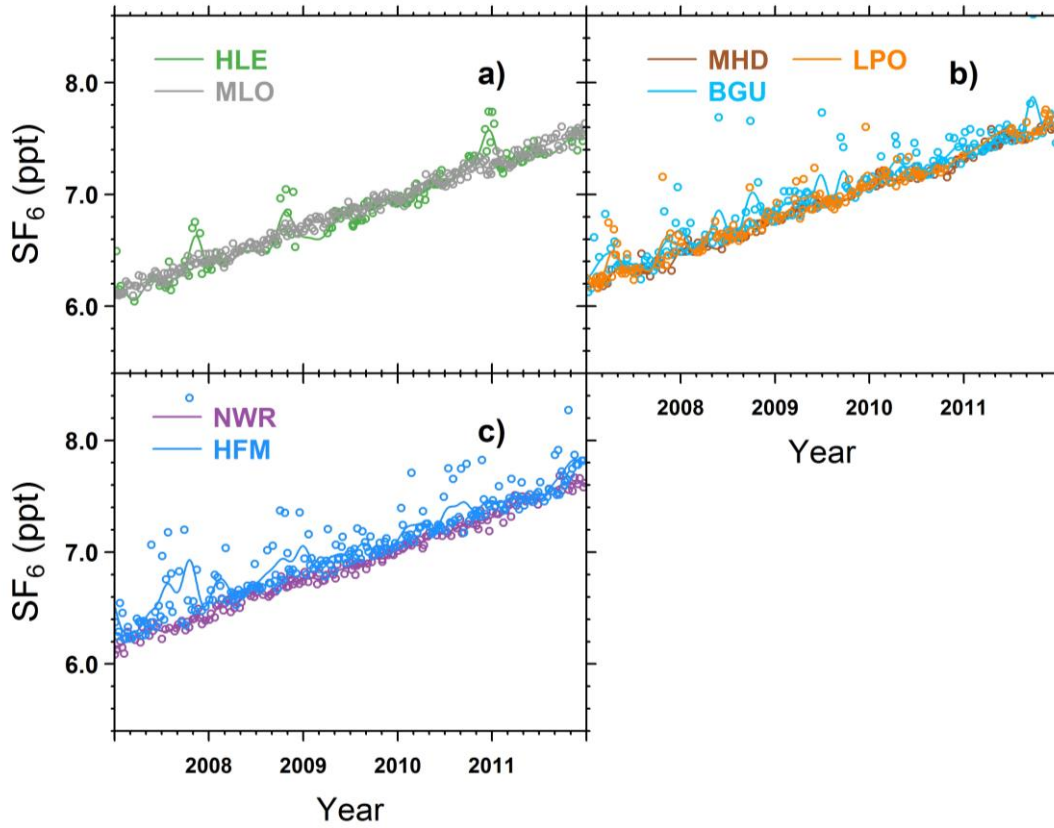 HLE
MLO
a)
MHD LPO
BGU
b)
8.0
7.0
6.0
SF6 (ppt)
2008 2009 2010 2011
Year
NWR
HFM
c)
8.0
7.0
6.0
SF6 (ppt)
2008 2009 2010 2011
Year